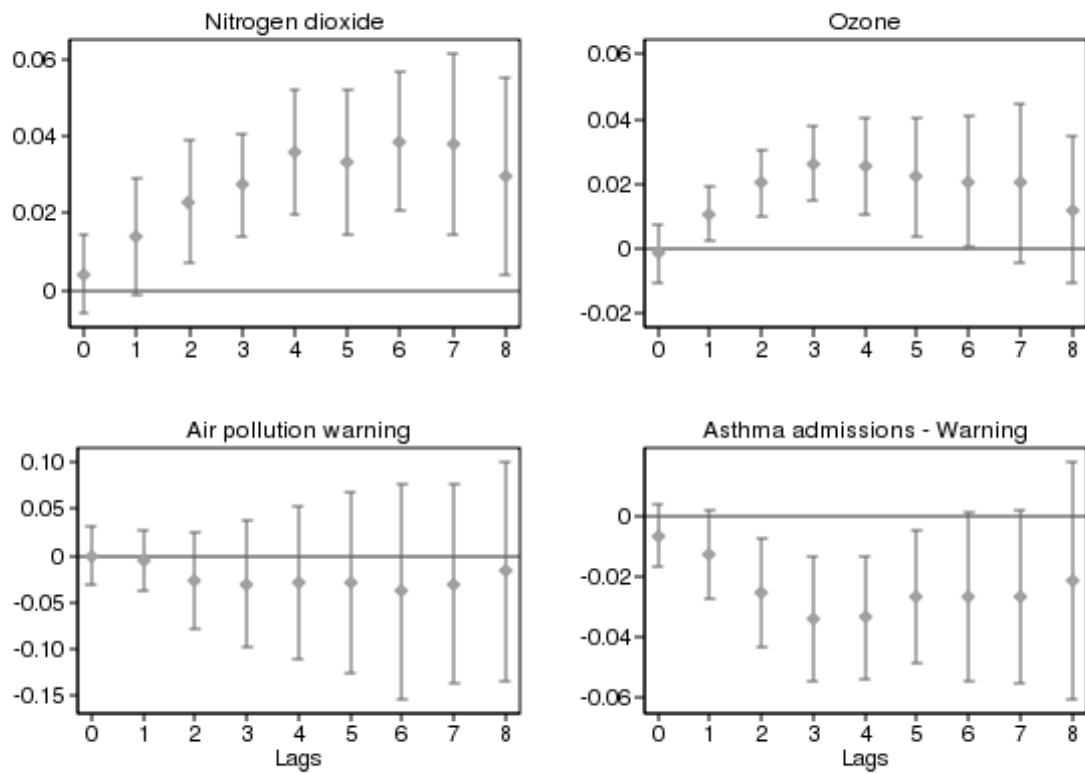 Nitrogen dioxide
0.06
0.04
0.02
0
0 1 2 3 4 5 6 7 8
Ozone
0.06
0.04
0.02
0
-0.02
0 1 2 3 4 5 6 7 8
Air pollution warning
0.10
0.05
0
-0.05
-0.10
-0.15
0 1 2 3 4 5 6 7 8
Lags
Asthma admissions - Warning
0
-0.02
-0.04
-0.06
0 1 2 3 4 5 6 7 8
Lags